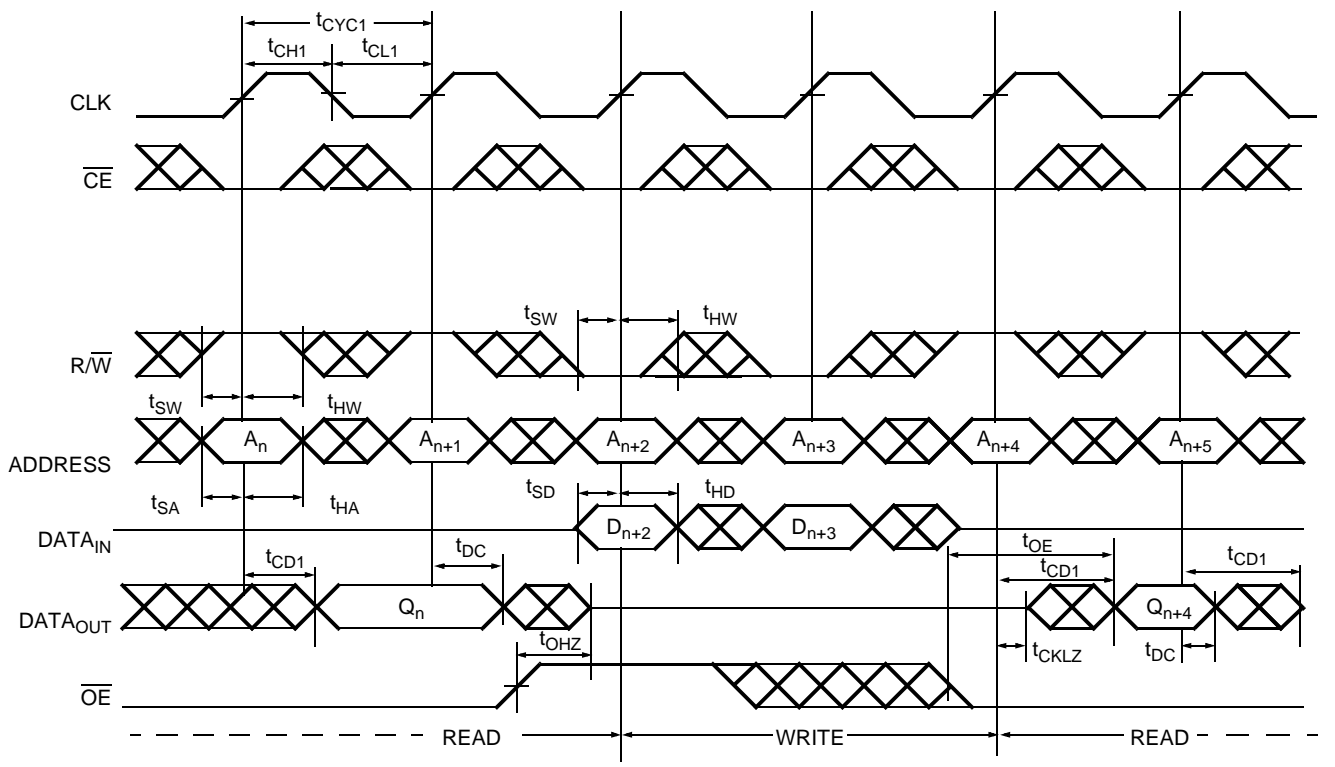 tCYC1
tCH1 tCL1
CLK
CE
tSW tHW
R/W
tSW tHW
An An+1 An+2 An+3 An+4 An+5
ADDRESS
tSA tHA tSD tHD
Dn+2 Dn+3
DATAIN
tCD1 tDC tOE tCD1 tCD1
Qn Qn+4
DATAOUT
tOHZ tCKLZ tDC
OE
READ WRITE READ